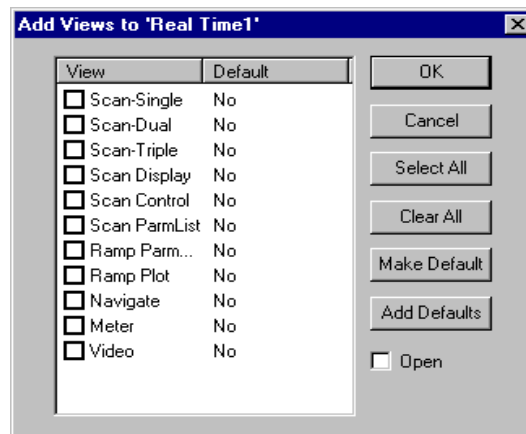 Add Views to 'Real Time1'
View Default
Scan-Single No
Scan-Dual No
Scan-Triple No
Scan Display No
Scan Control No
Scan ParmList No
Ramp Parm... No
Ramp Plot No
Navigate No
Meter No
Video No
OK
Cancel
Select All
Clear All
Make Default
Add Defaults
Open